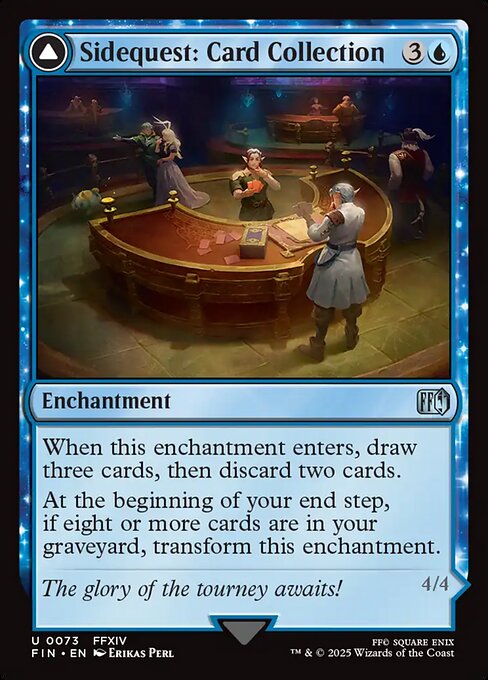 Sidequest: Card Collection 3
Enchantment
FF
When this enchantment enters, draw
three cards, then discard two cards.
At the beginning of your end step,
if eight or more cards are in your
graveyard, transform this enchantment.
The glory of the tourney awaits!
4/4
U 0073 FFXIV
FIN • EN Erikas Perl
FF© SQUARE ENIX
™ & © 2025 Wizards of the Coast